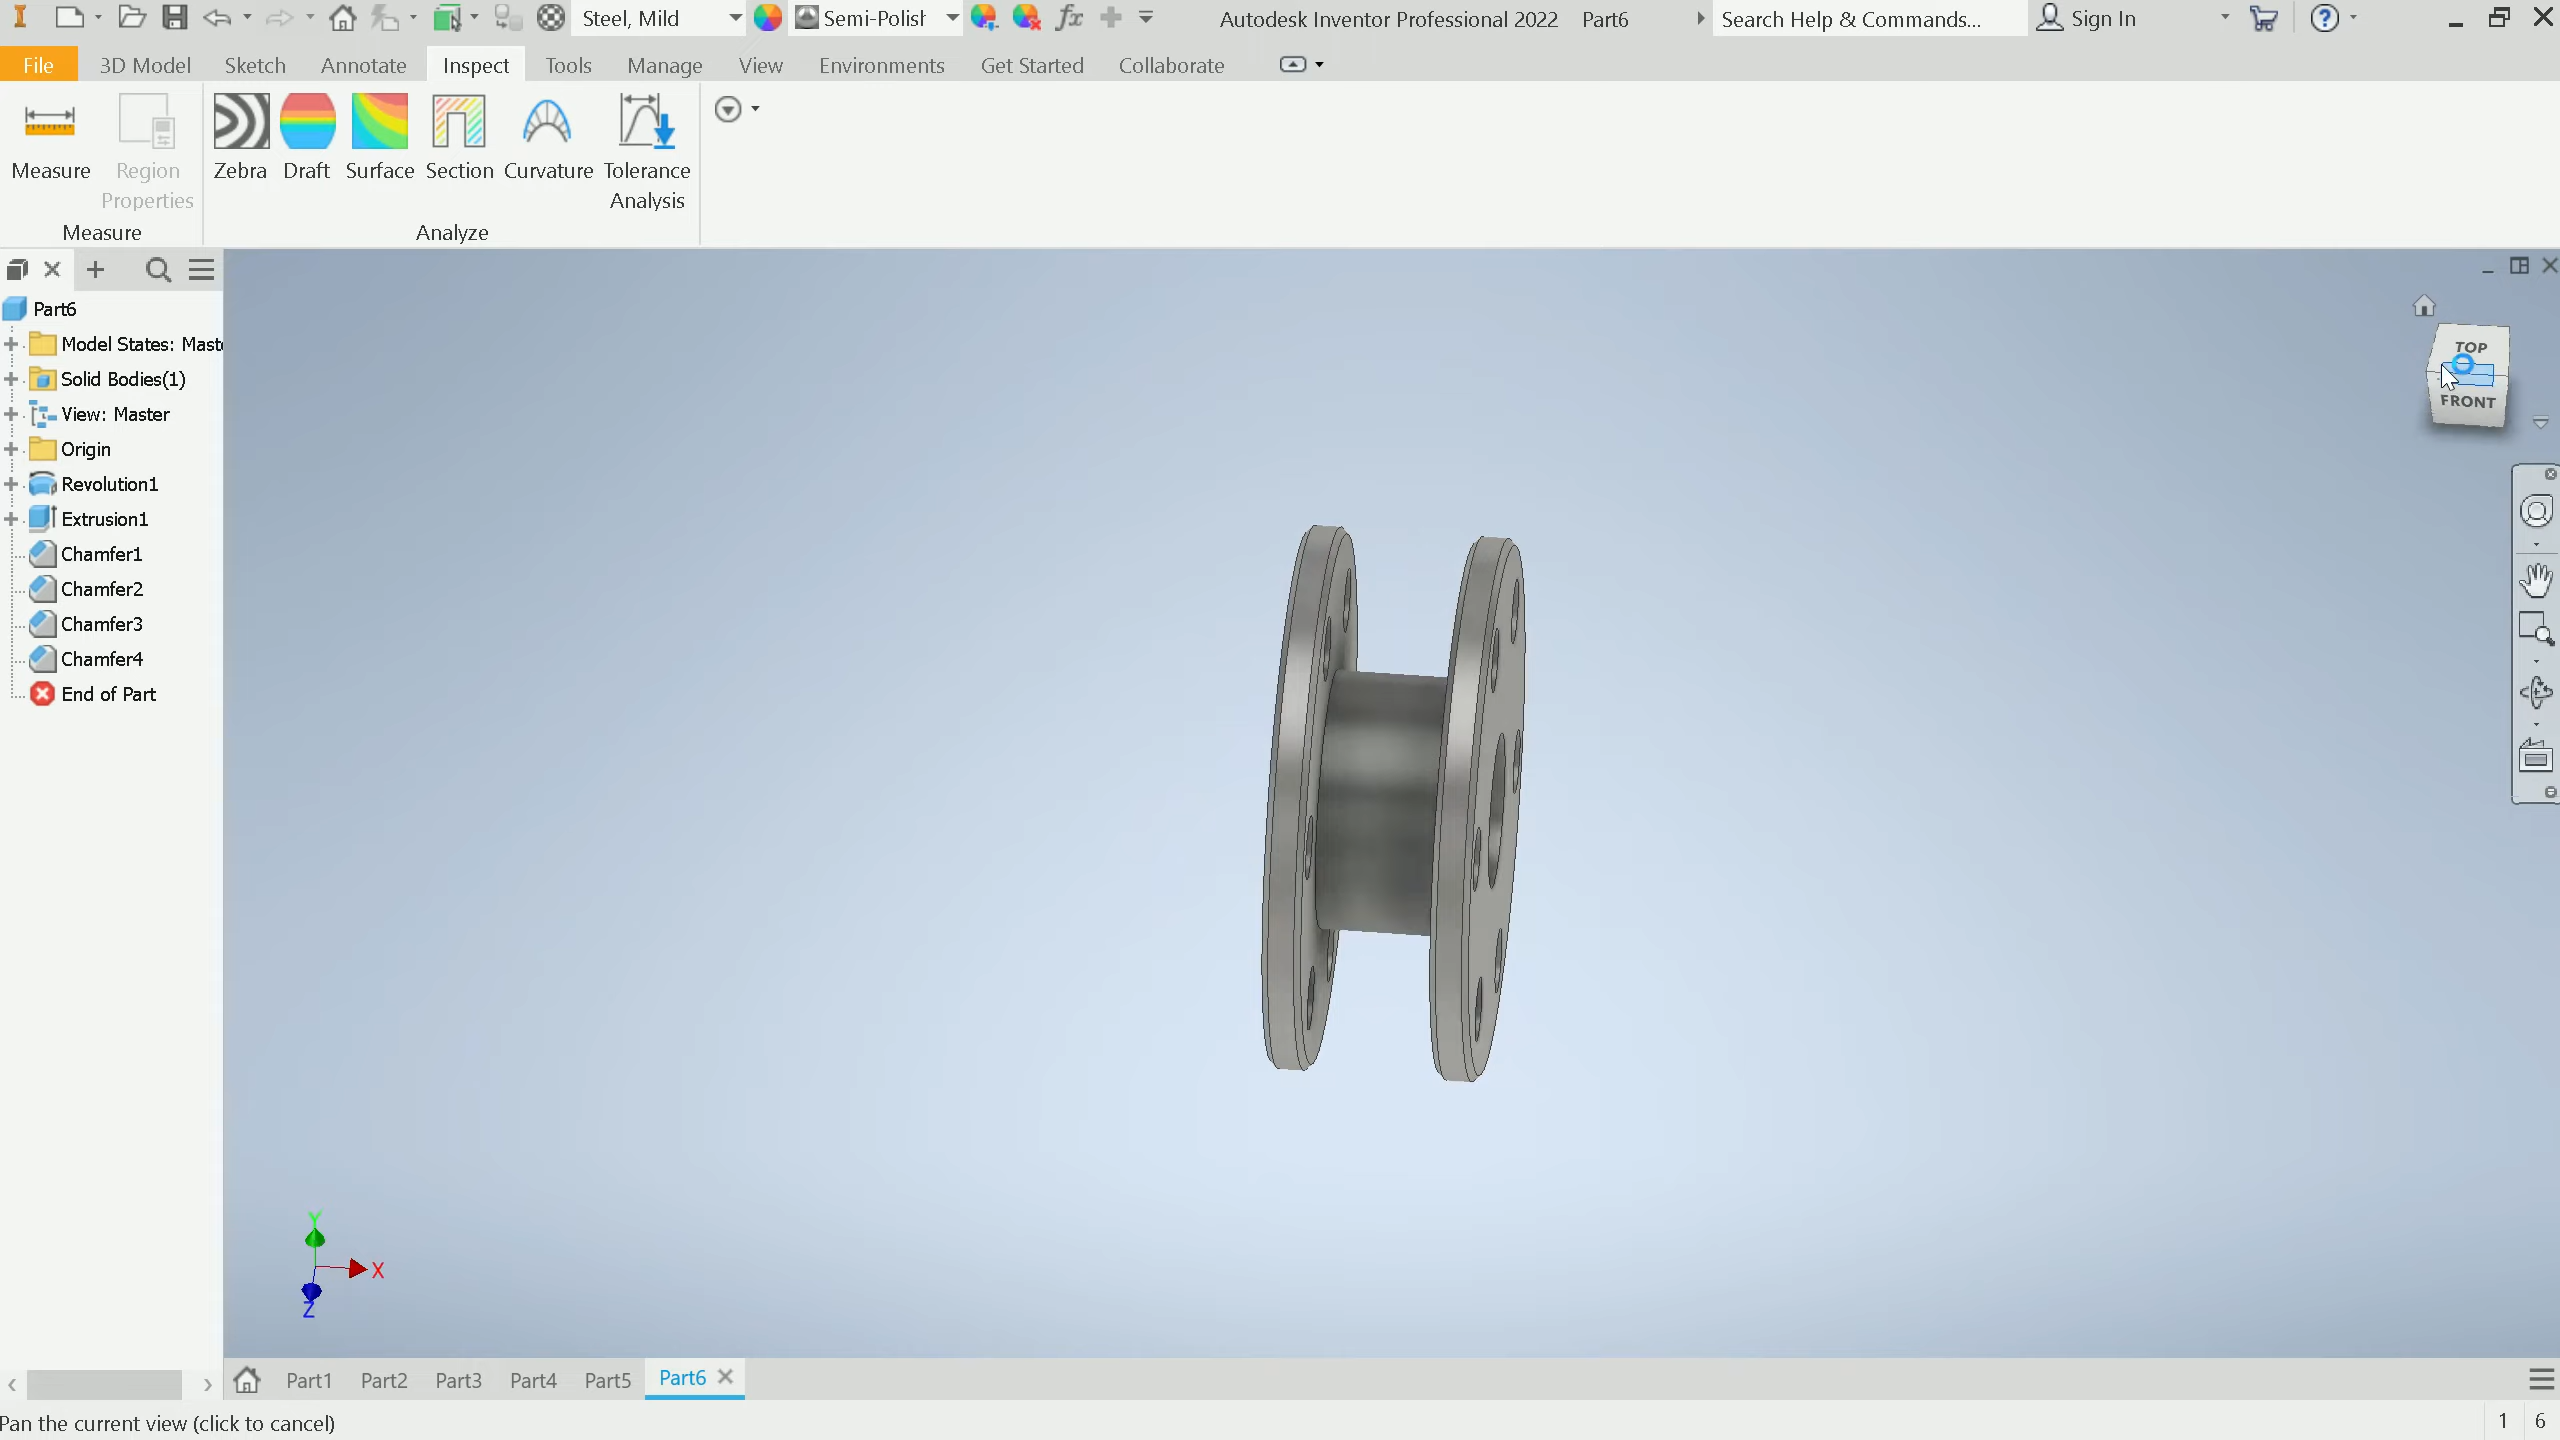 Steel, Mild
Semi-Polish
fx
Autodesk Inventor Professional 2022 Part6
Search Help & Commands...
Sign In
File 3D Model Sketch Annotate Inspect Tools Manage View Environments Get Started Collaborate
Measure
Region Properties
Zebra
Draft
Surface
Section
Curvature
Tolerance Analysis
Measure
Analyze
Part6
Model States: Maste
Solid Bodies(1)
View: Master
Origin
Revolution1
Extrusion1
Chamfer1
Chamfer2
Chamfer3
Chamfer4
End of Part
TOP
FRONT
Y
X
Z
Part1 Part2 Part3 Part4 Part5 Part6
Pan the current view (click to cancel)
1 6